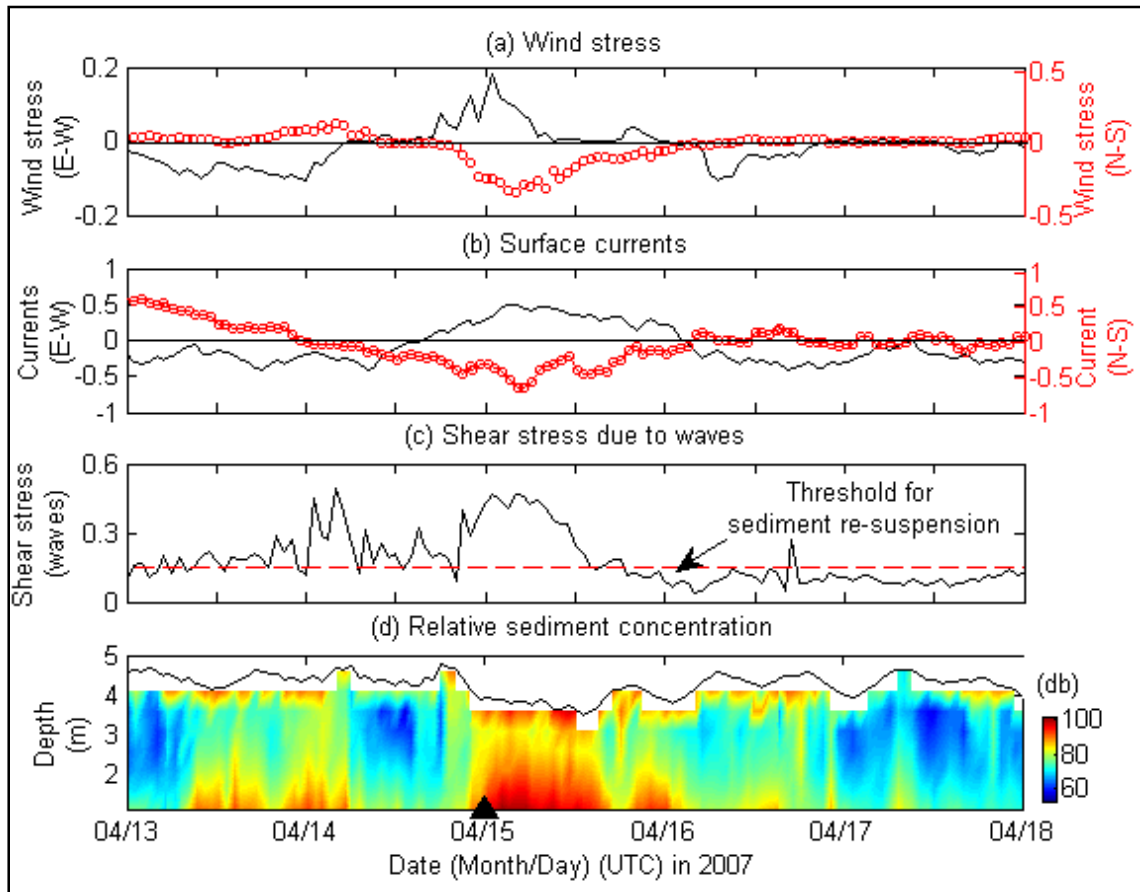 (a) Wind stress
0.2
0
-0.2
Wind stress
(E-W)
0.5
0
-0.5
Wind stress
(N-S)
(b) Surface currents
1
0.5
0
-0.5
-1
Currents
(E-W)
1
0.5
0
-0.5
-1
Current
(N-S)
(c) Shear stress due to waves
0.6
0.3
0
Shear stress
(waves)
Threshold for
sediment re-suspension
(d) Relative sediment concentration
5
4
3
2
Depth
(m)
(db)
100
80
60
04/13
04/14
04/15
04/16
04/17
04/18
Date (Month/Day) (UTC) in 2007